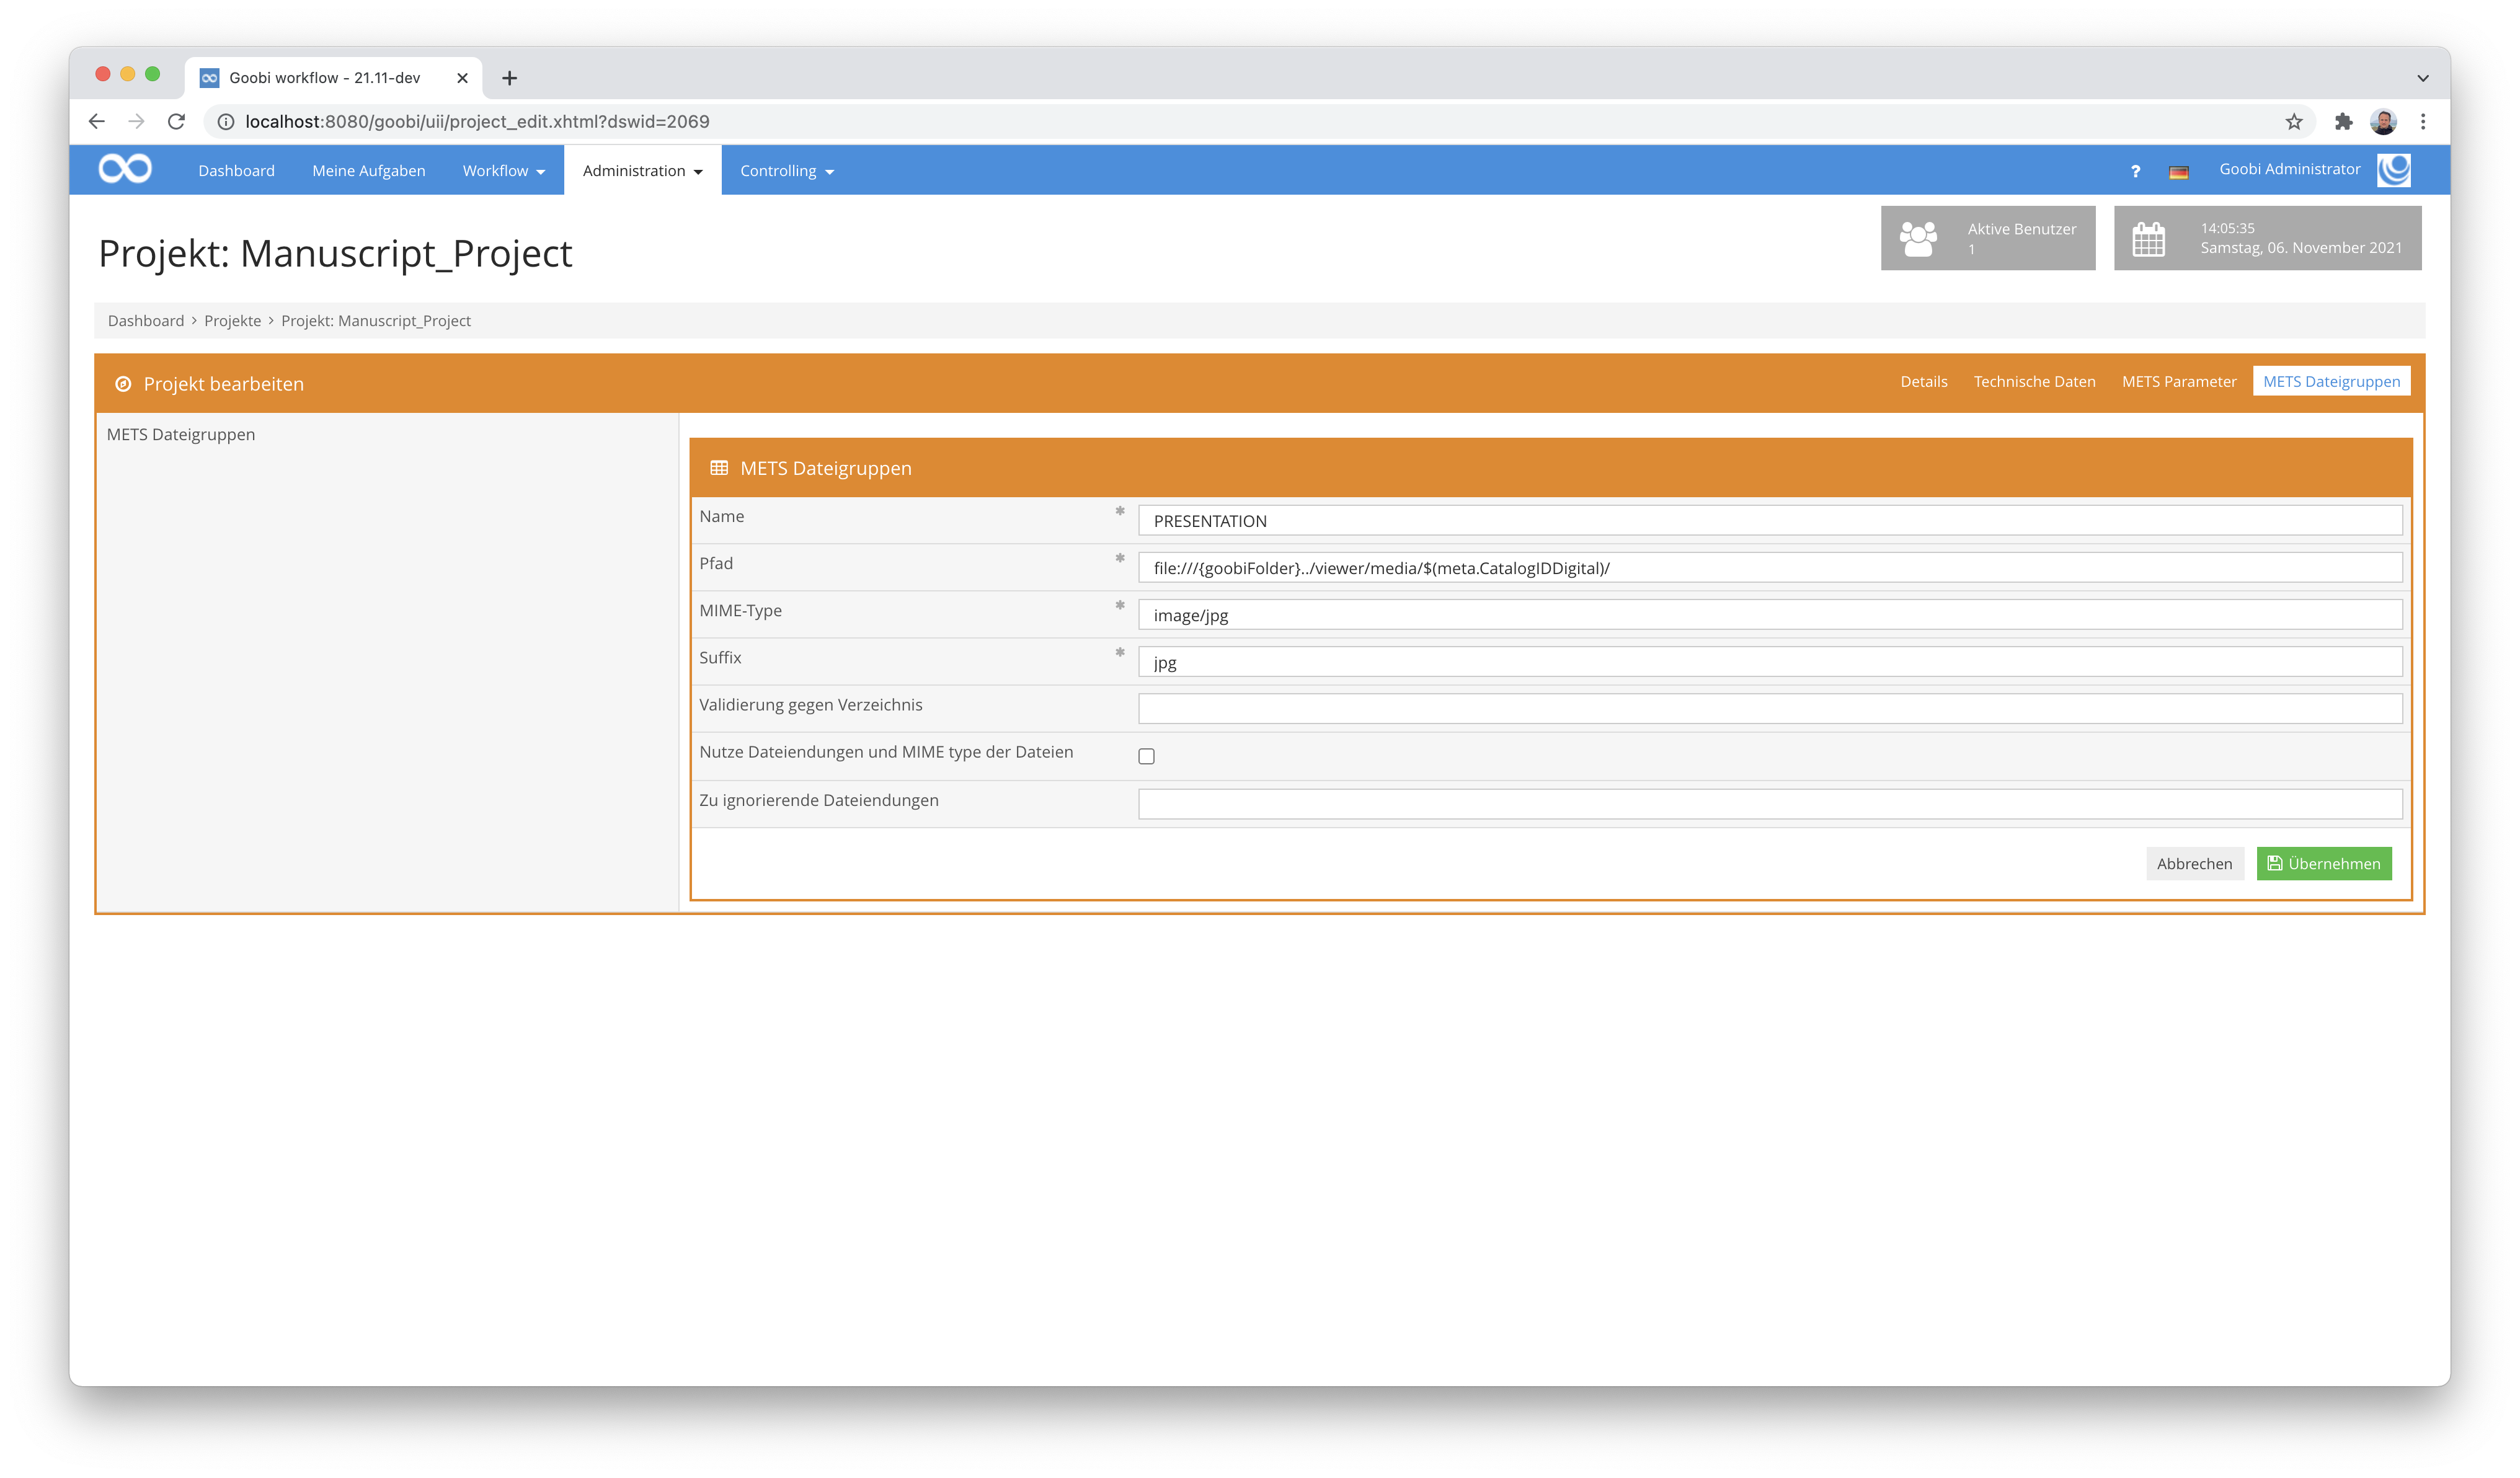 Goobi workflow - 21.11-dev
localhost:8080/goobi/uii/project_edit.xhtml?dswid=2069
Dashboard Meine Aufgaben Workflow Administration Controlling ? Goobi Administrator
Projekt: Manuscript_Project
Aktive Benutzer
1
14:05:35
Samstag, 06. November 2021
Dashboard > Projekte > Projekt: Manuscript_Project
Projekt bearbeiten
Details Technische Daten METS Parameter METS Dateigruppen
METS Dateigruppen
METS Dateigruppen
Name * PRESENTATION
Pfad * file:///{goobiFolder}../viewer/media/$(meta.CatalogIDDigital)/
MIME-Type * image/jpg
Suffix * jpg
Validierung gegen Verzeichnis
Nutze Dateiendungen und MIME type der Dateien
Zu ignorierende Dateiendungen
Abbrechen Übernehmen